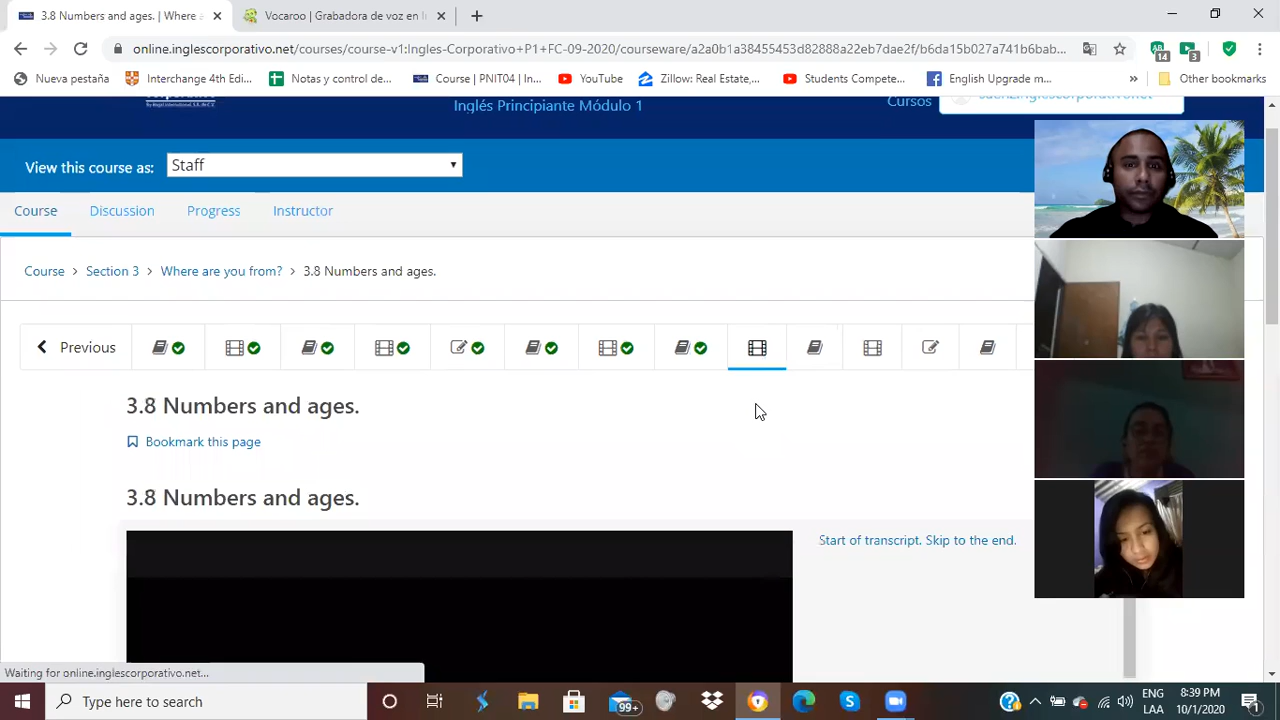 3.8 Numbers and ages. | Where a
Vocaroo | Grabadora de voz en lí
online.inglescorporativo.net/courses/course-v1:Ingles-Corporativo+P1+FC-09-2020/courseware/a2a0b1a38455453d82888a22eb7dae2f/b6da15b027a741b6bab...
14
3
Nueva pestaña
Interchange 4th Edi...
Notas y control de...
Course | PNIT04 | In...
YouTube
Zillow: Real Estate,...
Students Compete...
English Upgrade m...
»
Other bookmarks
Inglés Principiante Módulo 1
Cursos
View this course as:
Staff
Course
Discussion
Progress
Instructor
Course > Section 3 > Where are you from? > 3.8 Numbers and ages.
Previous
3.8 Numbers and ages.
Bookmark this page
3.8 Numbers and ages.
Start of transcript. Skip to the end.
Waiting for online.inglescorporativo.net...
Type here to search
99+
ENG
LAA
8:39 PM
10/1/2020
1